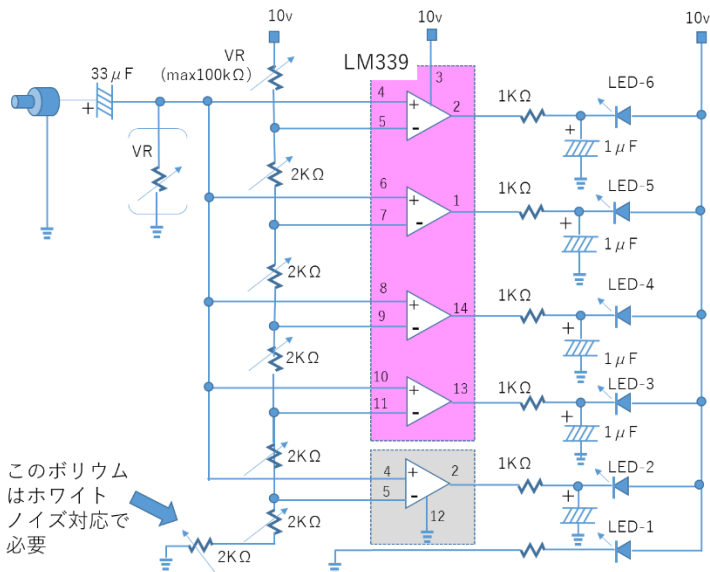 10v
10v
10v
VR
(max100kΩ)
LM339
33μF
+
3
4
+
2
5
-
1KΩ
LED-6
+
1μF
VR
2KΩ
6
+
1
7
-
1KΩ
LED-5
+
1μF
2KΩ
8
+
14
9
-
1KΩ
LED-4
+
1μF
2KΩ
10
+
13
11
-
1KΩ
LED-3
+
1μF
2KΩ
4
+
2
5
-
12
1KΩ
LED-2
+
このボリウム
はホワイト
ノイズ対応で
必要
2KΩ
2KΩ
LED-1